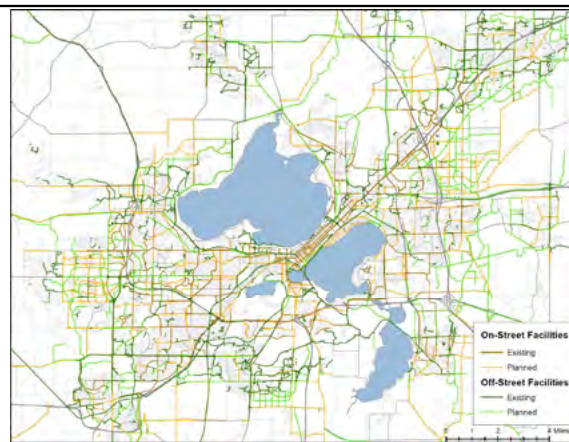 On-Street Facilities
Existing
Planned
Off-Street Facilities
Existing
Planned
0 1 2 4 Miles